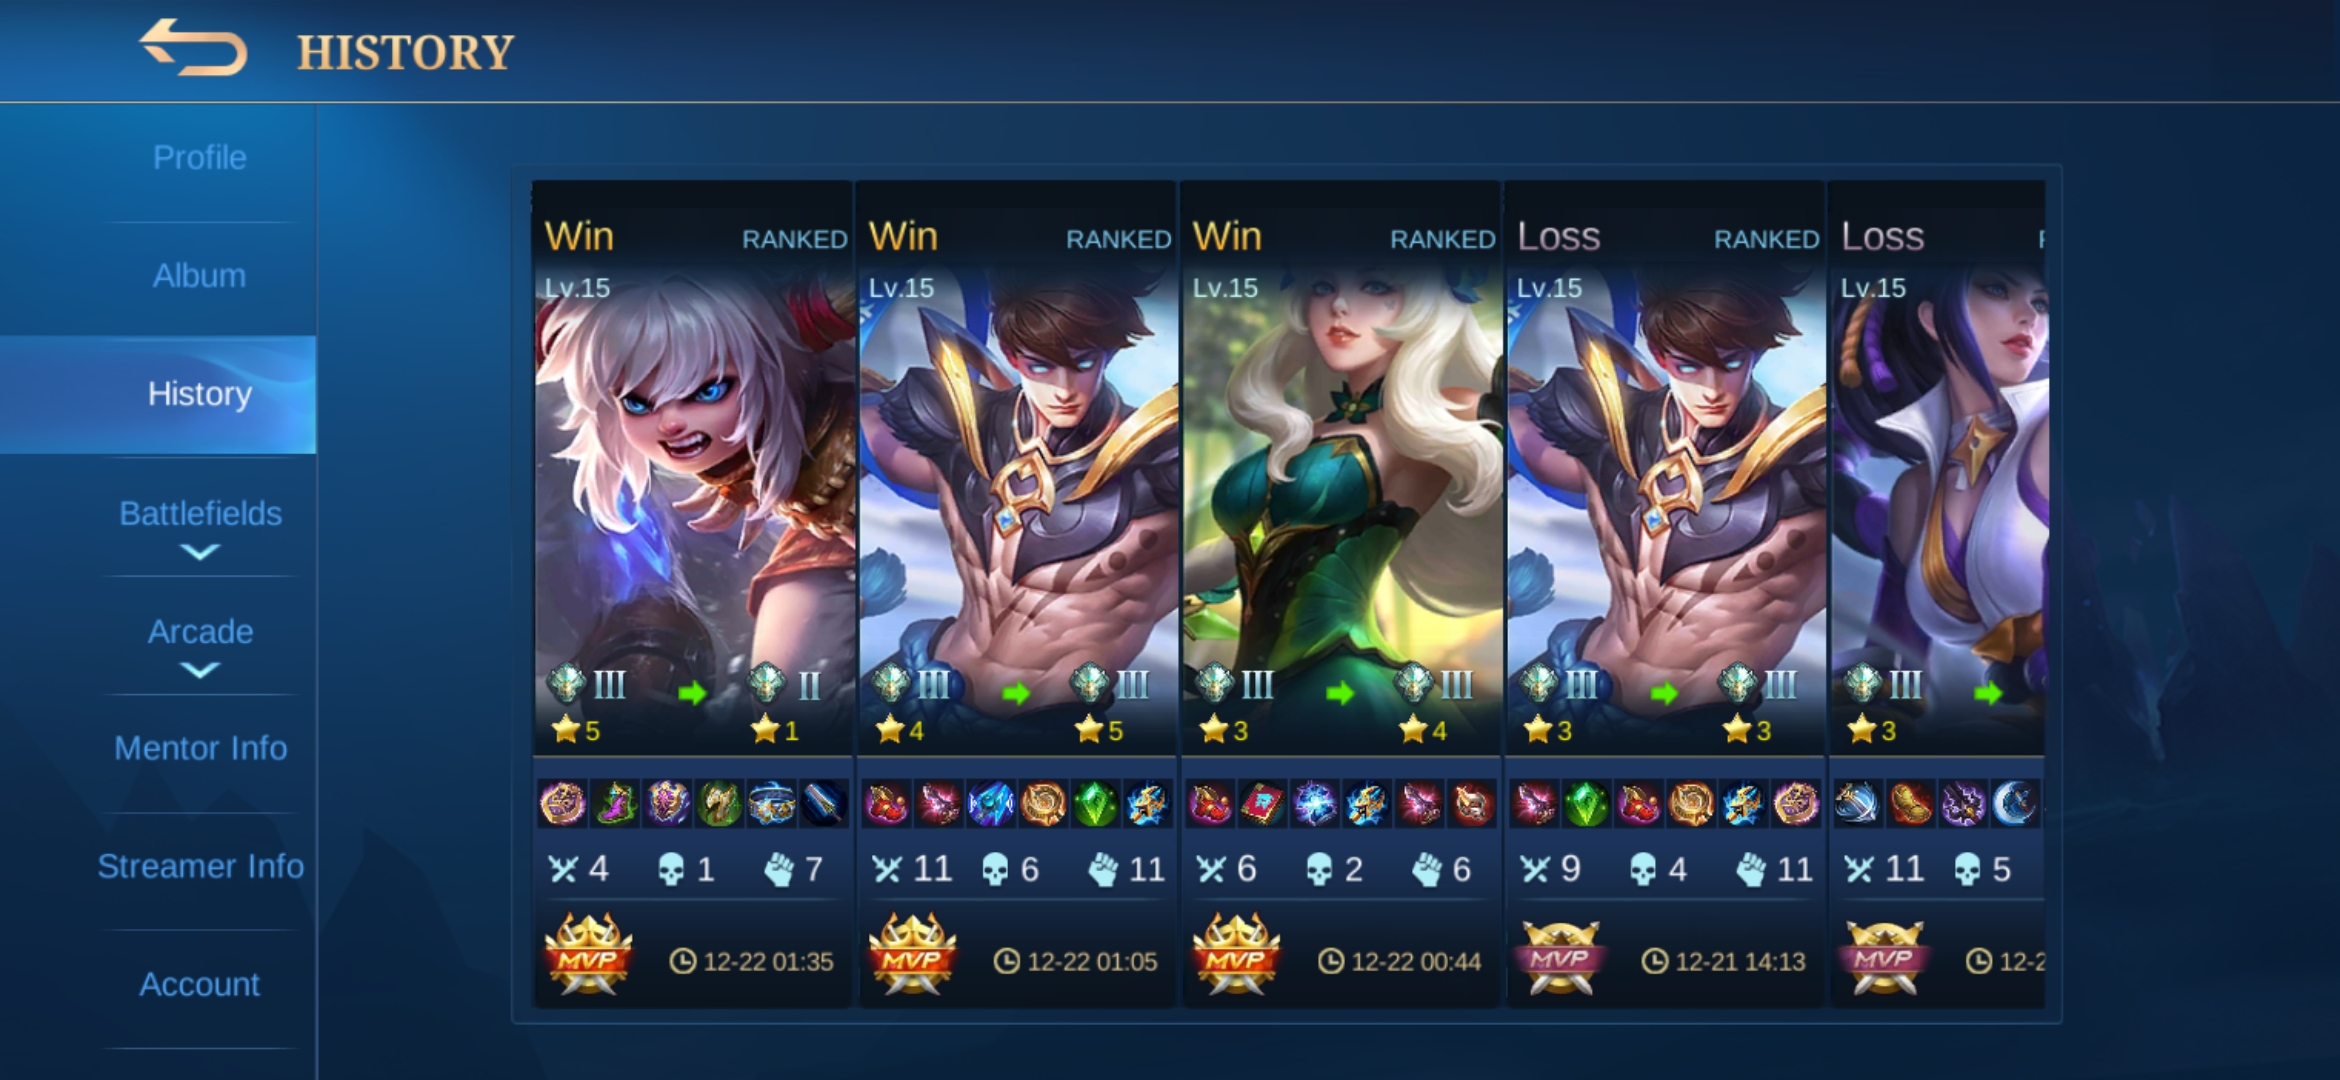 HISTORY
Profile
Album
History
Battlefields
Arcade
Mentor Info
Streamer Info
Account
Win RANKED
Lv.15
III II
5 1
4 1 7
MVP 12-22 01:35
Win RANKED
Lv.15
III III
4 5
11 6 11
MVP 12-22 01:05
Win RANKED
Lv.15
III III
3 4
6 2 6
MVP 12-22 00:44
Loss RANKED
Lv.15
III III
3 3
9 4 11
MVP 12-21 14:13
Loss
Lv.15
III
3
11 5
MVP 12-2